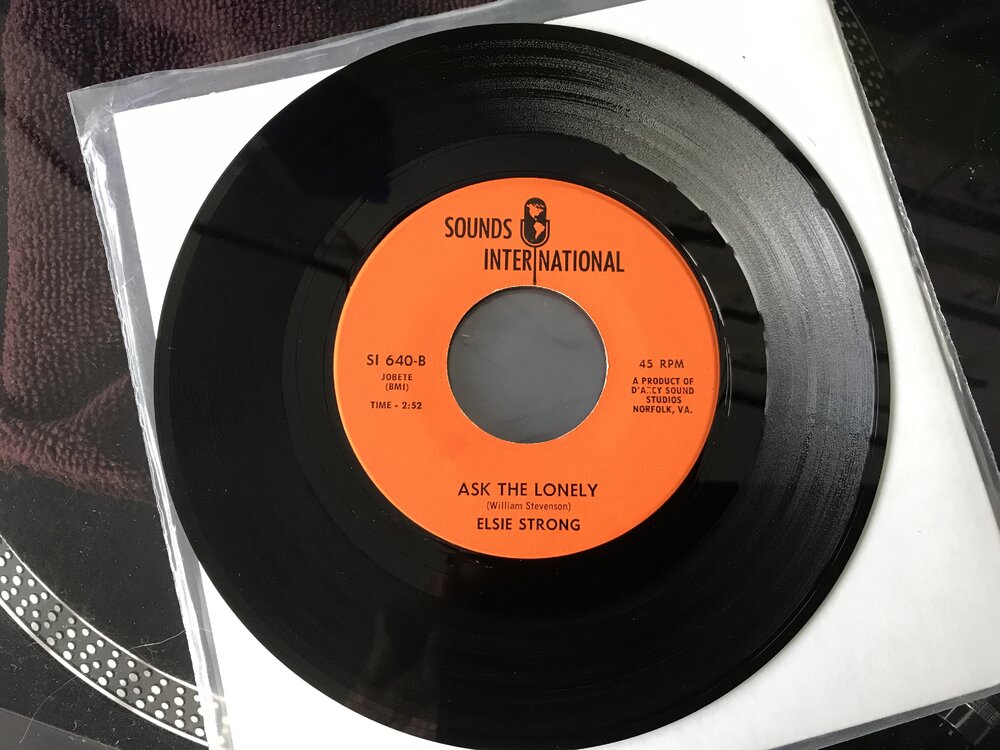 SOUNDS
INTERNATIONAL
SI 640-B
JOBETE
(BMI)
TIME - 2:52
45 RPM
A PRODUCT OF
SOUND
STUDIOS
NORFOLK, VA.
ASK THE LONELY
(William Stevenson)
ELSIE STRONG